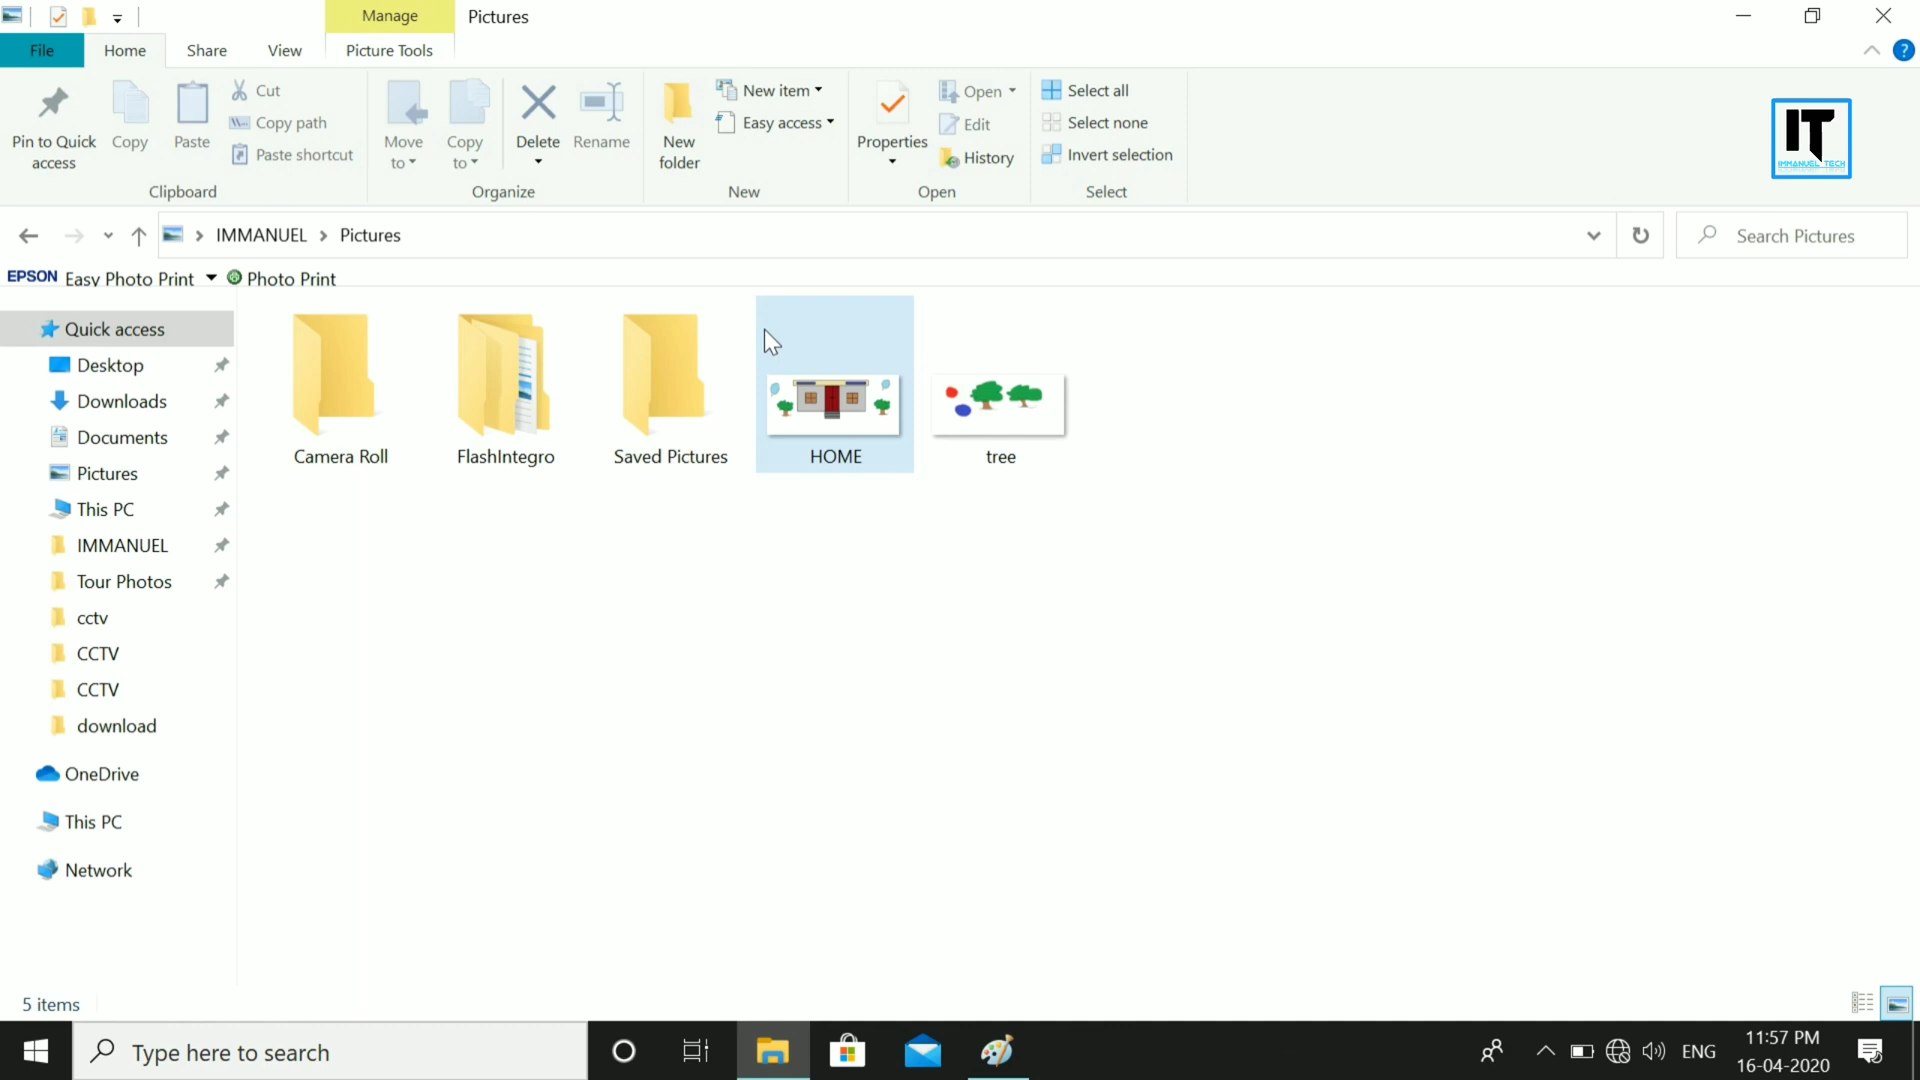 Manage
Pictures
File
Home
Share
View
Picture Tools
Pin to Quick access
Copy
Paste
Cut
Copy path
Paste shortcut
Clipboard
Move to
Copy to
Delete
Rename
Organize
New folder
New item
Easy access
New
Properties
Open
Edit
History
Open
Select all
Select none
Invert selection
Select
IT
IMMANUEL TECH
IMMANUEL
Pictures
Search Pictures
EPSON Easy Photo Print
Photo Print
Quick access
Desktop
Downloads
Documents
Pictures
This PC
IMMANUEL
Tour Photos
cctv
CCTV
CCTV
download
OneDrive
This PC
Network
Camera Roll
FlashIntegro
Saved Pictures
HOME
tree
5 items
Type here to search
ENG
11:57 PM
16-04-2020